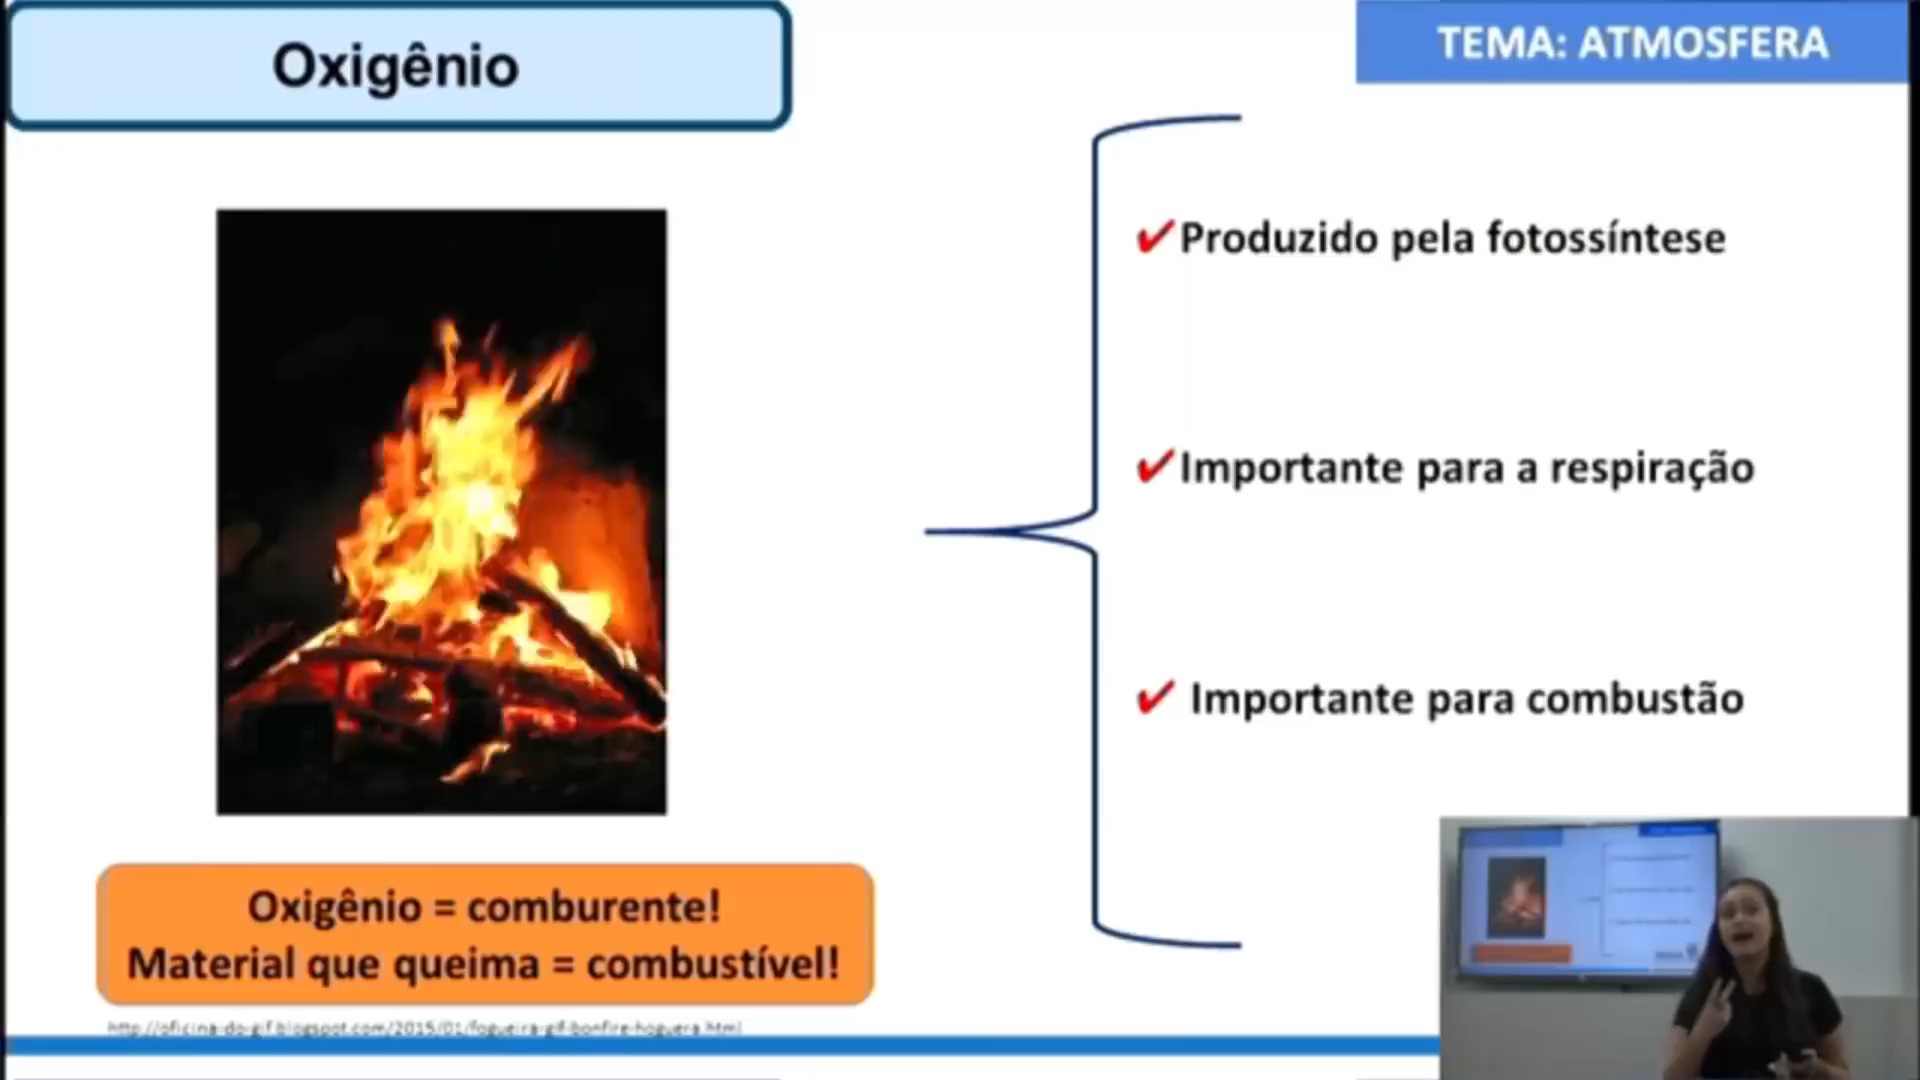 Oxigênio
TEMA: ATMOSFERA
✔Produzido pela fotossíntese
✔Importante para a respiração
✔ Importante para combustão
Oxigênio = comburente!
Material que queima = combustível!
http://oficina-do-gif.blogspot.com/2015/01/fogueira-gif-bonfire-hoguera.html